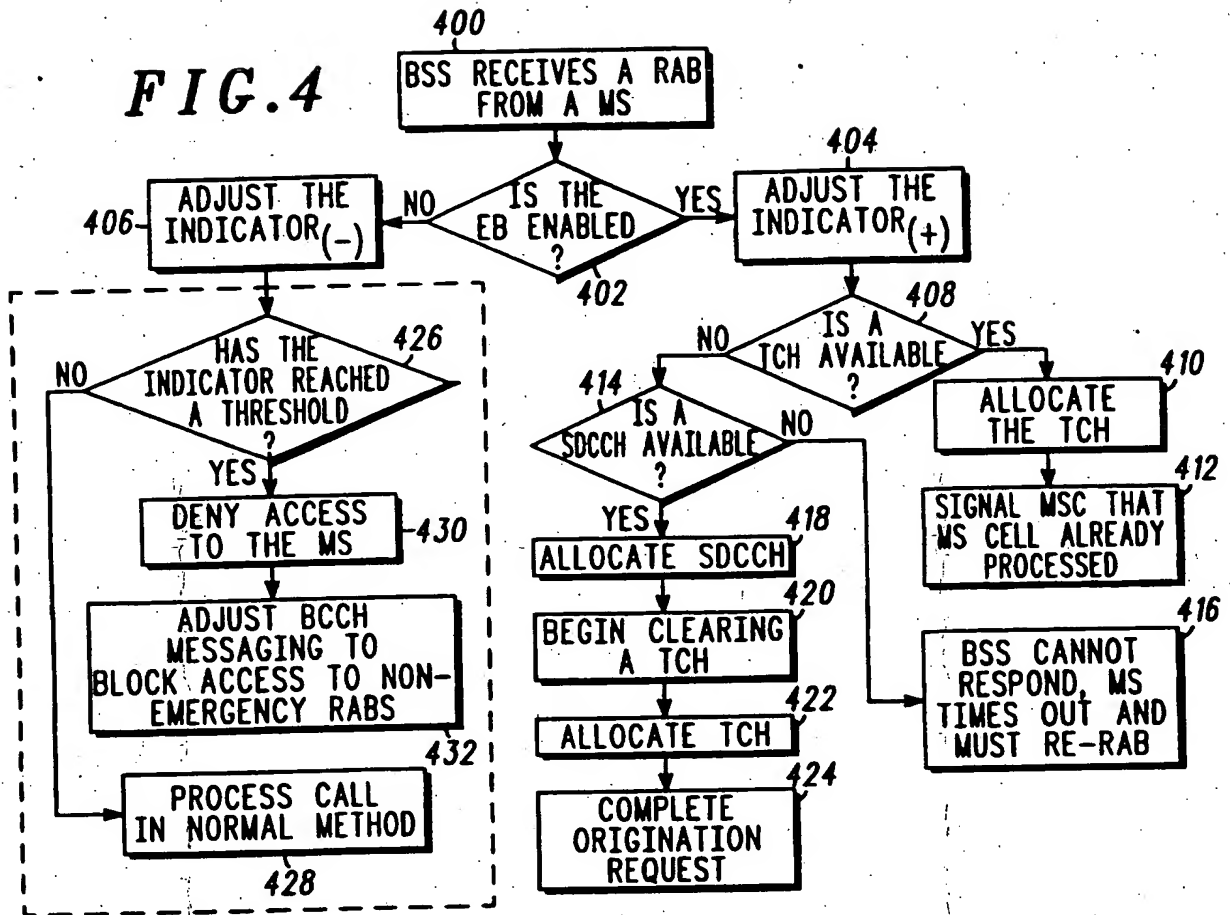 FIG.4
400
BSS RECEIVES A RAB
FROM A MS
IS THE
EB ENABLED
?
402
NO
YES
406
ADJUST THE
INDICATOR(-)
404
ADJUST THE
INDICATOR(+)
HAS THE
INDICATOR REACHED
A THRESHOLD
?
426
NO
YES
DENY ACCESS
TO THE MS
430
ADJUST BCCH
MESSAGING TO
BLOCK ACCESS TO NON-
EMERGENCY RABS
432
PROCESS CALL
IN NORMAL METHOD
428
IS A
TCH AVAILABLE
?
408
NO
YES
410
ALLOCATE
THE TCH
412
SIGNAL MSC THAT
MS CELL ALREADY
PROCESSED
414
IS A
SDCCH AVAILABLE
?
NO
YES
416
BSS CANNOT
RESPOND, MS
TIMES OUT AND
MUST RE-RAB
418
ALLOCATE SDCCH
420
BEGIN CLEARING
A TCH
422
ALLOCATE TCH
424
COMPLETE
ORIGINATION
REQUEST